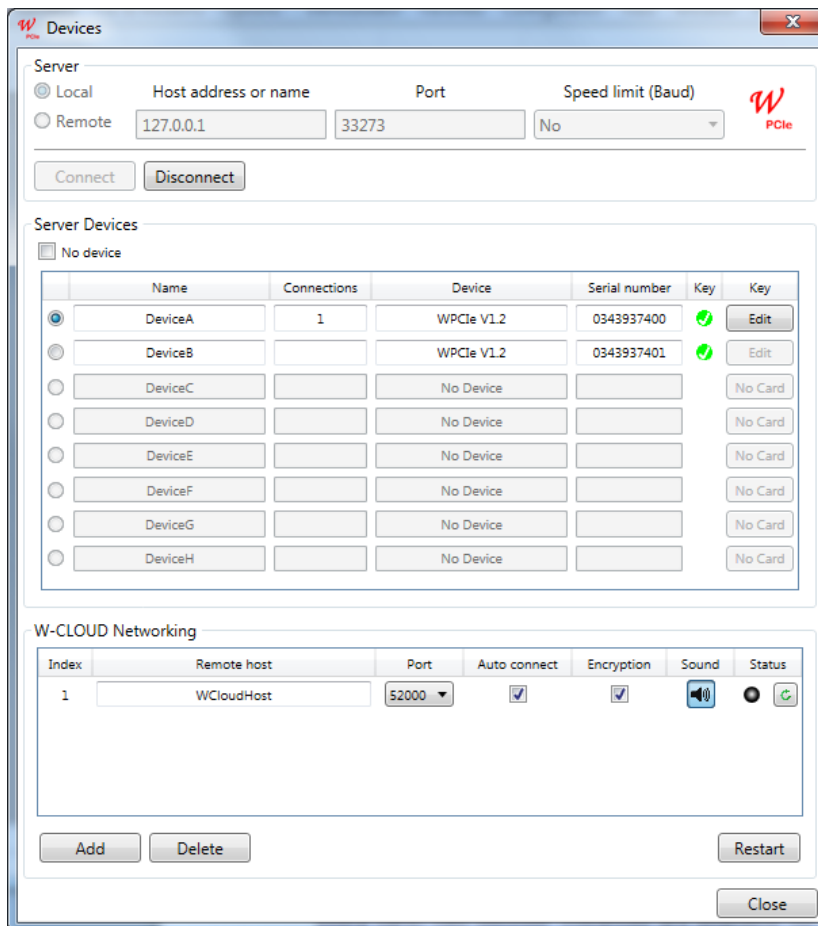 W PCIe Devices
Server
Local Host address or name Port Speed limit (Baud)
Remote 127.0.0.1 33273 No
W PCIe
Connect Disconnect
Server Devices
No device
Name Connections Device Serial number Key Key
DeviceA 1 WPCIe V1.2 0343937400 Edit
DeviceB WPCIe V1.2 0343937401 Edit
DeviceC No Device No Card
DeviceD No Device No Card
DeviceE No Device No Card
DeviceF No Device No Card
DeviceG No Device No Card
DeviceH No Device No Card
W-CLOUD Networking
Index Remote host Port Auto connect Encryption Sound Status
1 WCloudHost 52000
Add Delete Restart
Close